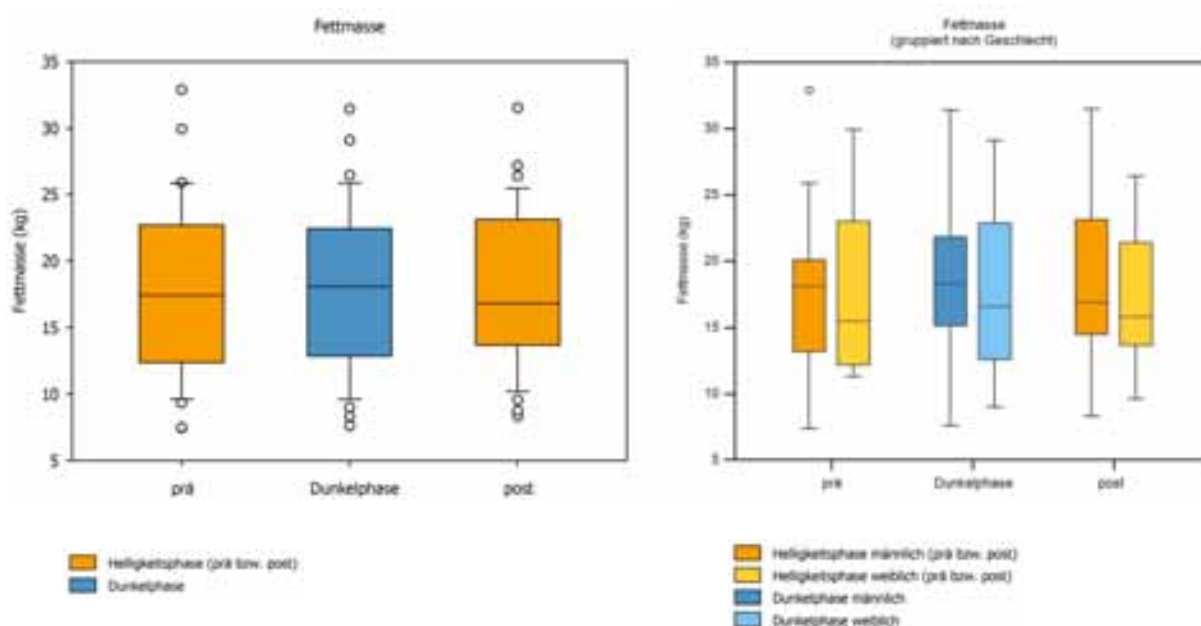 Fettmasse
Fettmasse (kg)
35
30
25
20
15
10
5
prä
Dunkelphase
post
Helligkeitsphase (prä bzw. post)
Dunkelphase
Fettmasse
(gruppiert nach Geschlecht)
Fettmasse (kg)
35
30
25
20
15
10
5
prä
Dunkelphase
post
Helligkeitsphase männlich (prä bzw. post)
Helligkeitsphase weiblich (prä bzw. post)
Dunkelphase männlich
Dunkelphase weiblich